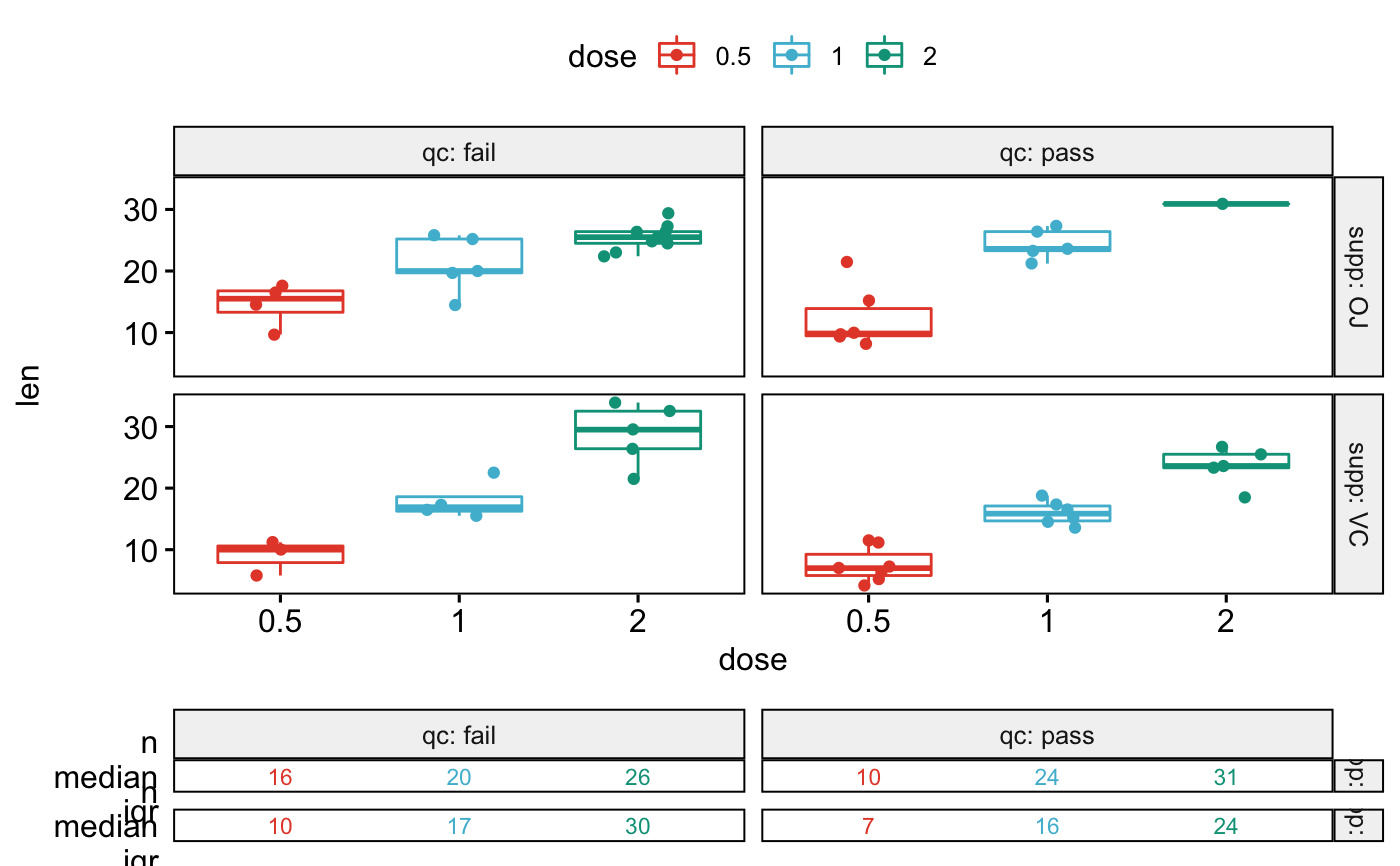 dose 0.5 1 2
qc: fail qc: pass
30
20
10
supp: OJ
len
30
20
10
supp: VC
0.5 1 2 0.5 1 2
dose
qc: fail qc: pass
n
median 16 20 26 10 24 31
n
iqr
median 10 17 30 7 16 24
iqr